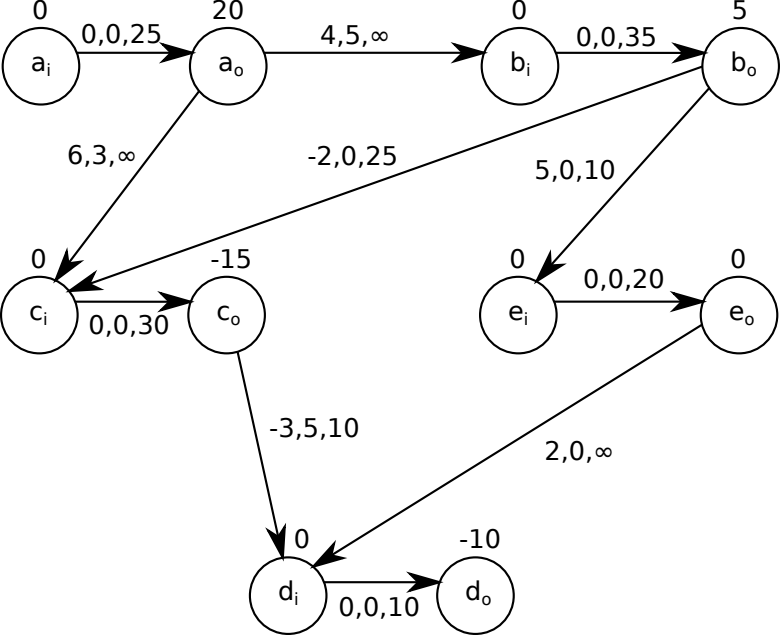 0 20 0 5
a_i 0,0,25 a_o 4,5,∞ b_i 0,0,35 b_o
6,3,∞ -2,0,25 5,0,10
0 -15 0 0
c_i 0,0,30 c_o e_i 0,0,20 e_o
-3,5,10 2,0,∞
0 -10
d_i 0,0,10 d_o